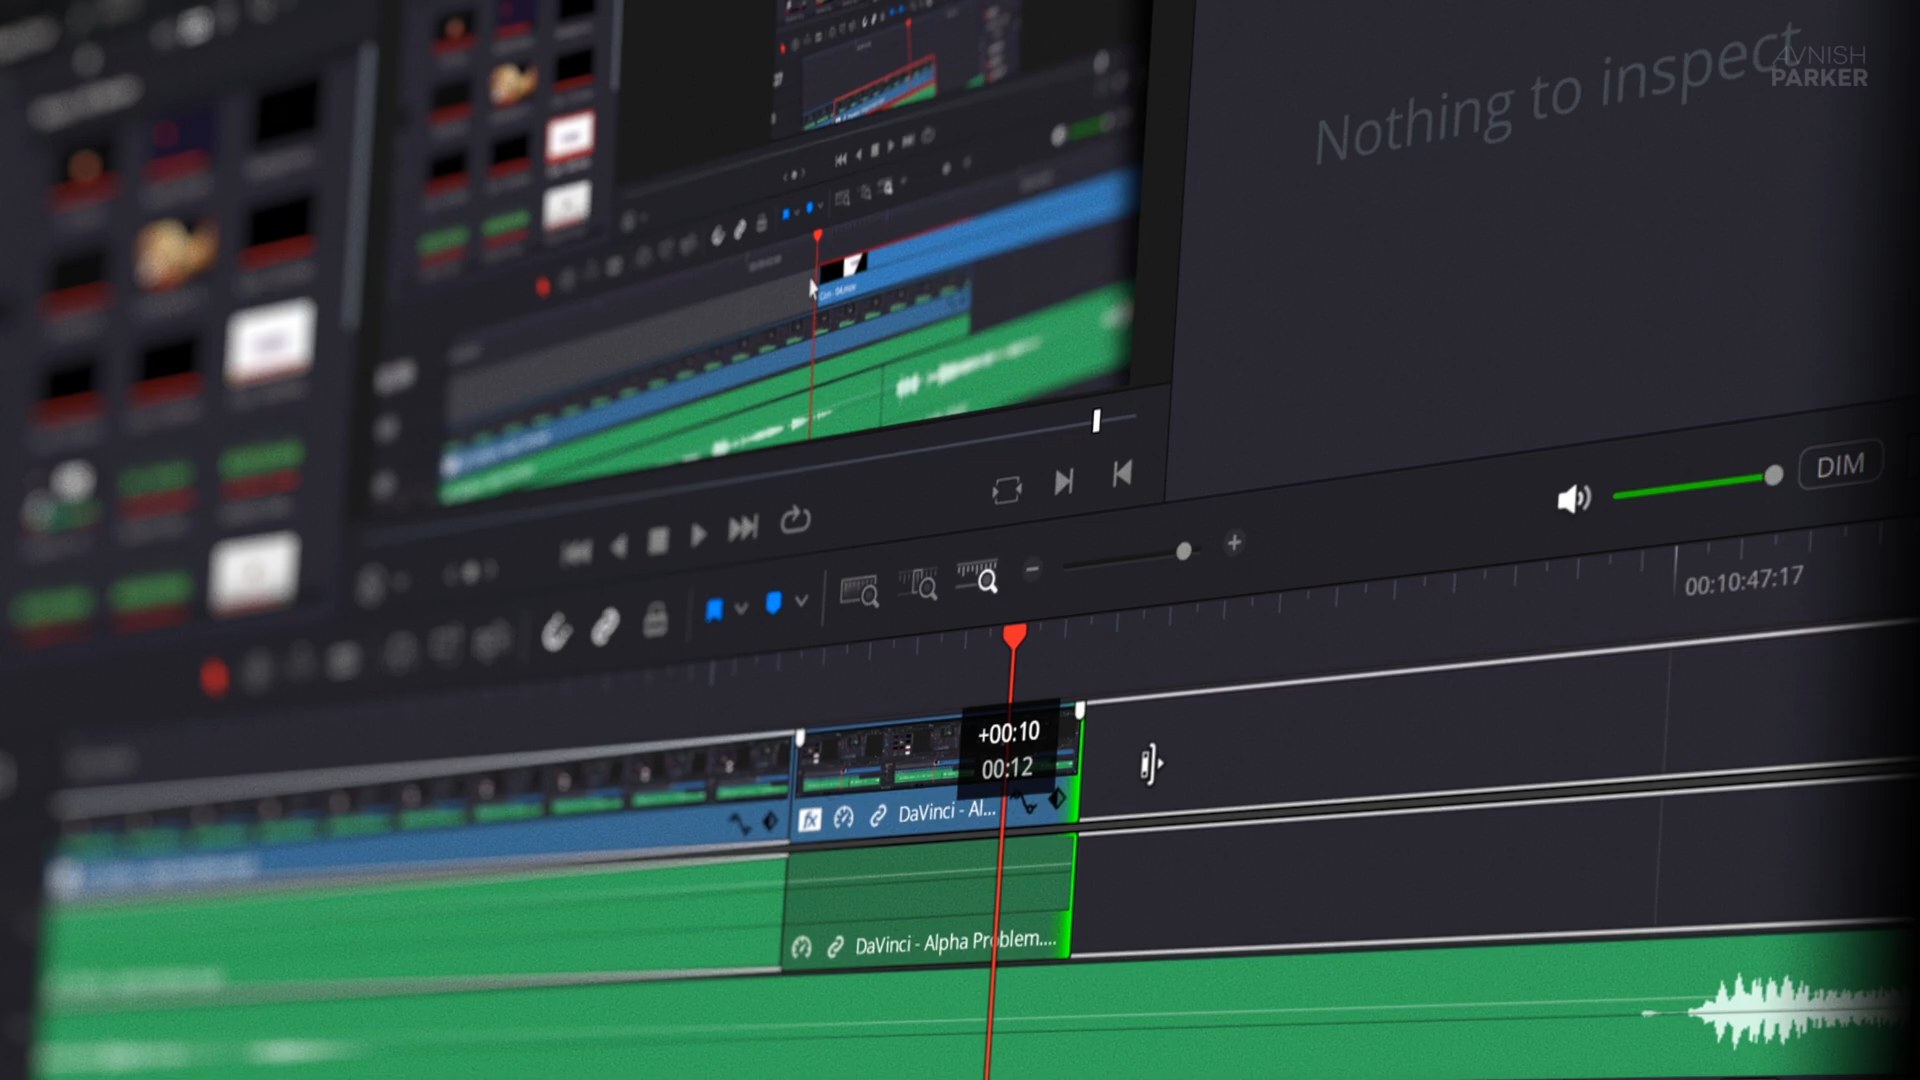 Nothing to inspect
AVNISH
PARKER
DIM
00:10:47:17
+00:10
00:12
DaVinci - Al...
DaVinci - Alpha Problem....